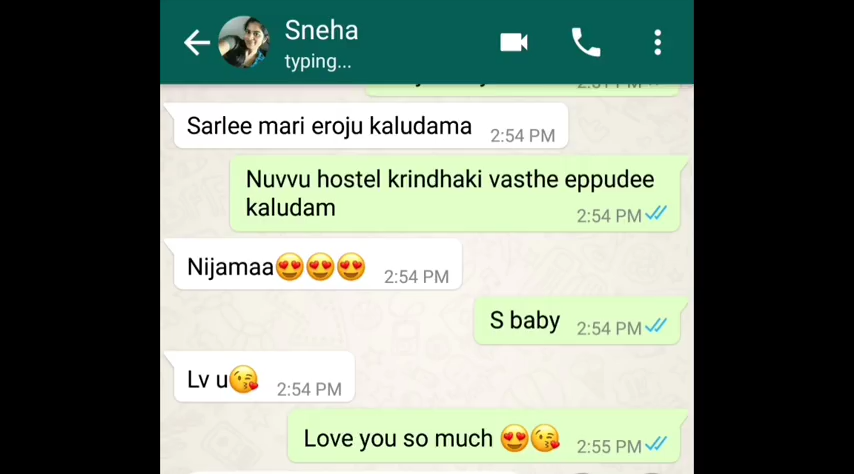 Sneha
typing...
Sarlee mari eroju kaludama 2:54 PM
Nuvvu hostel krindhaki vasthe eppudee
kaludam 2:54 PM
Nijamaa😍😍😍 2:54 PM
S baby 2:54 PM
Lv u😘 2:54 PM
Love you so much 😍😘 2:55 PM